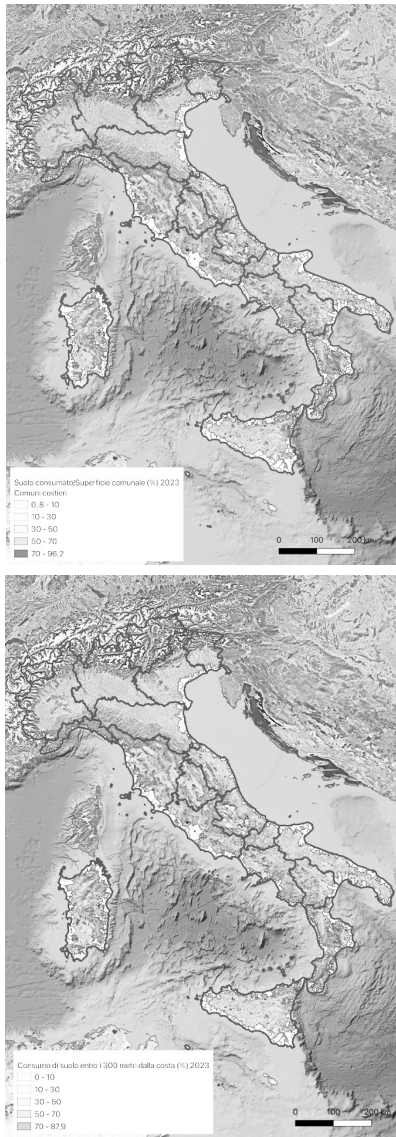 Suolo consumato/Superficie comunale (%) 2023
Comuni costieri
0,8 - 10
10 - 30
30 - 50
50 - 70
70 - 96,2
0 100 200 km
Consumo di suolo entro i 300 metri dalla costa (%),2023
0 - 10
10 - 30
30 - 50
50 - 70
70 - 87,9
0 100 200 km